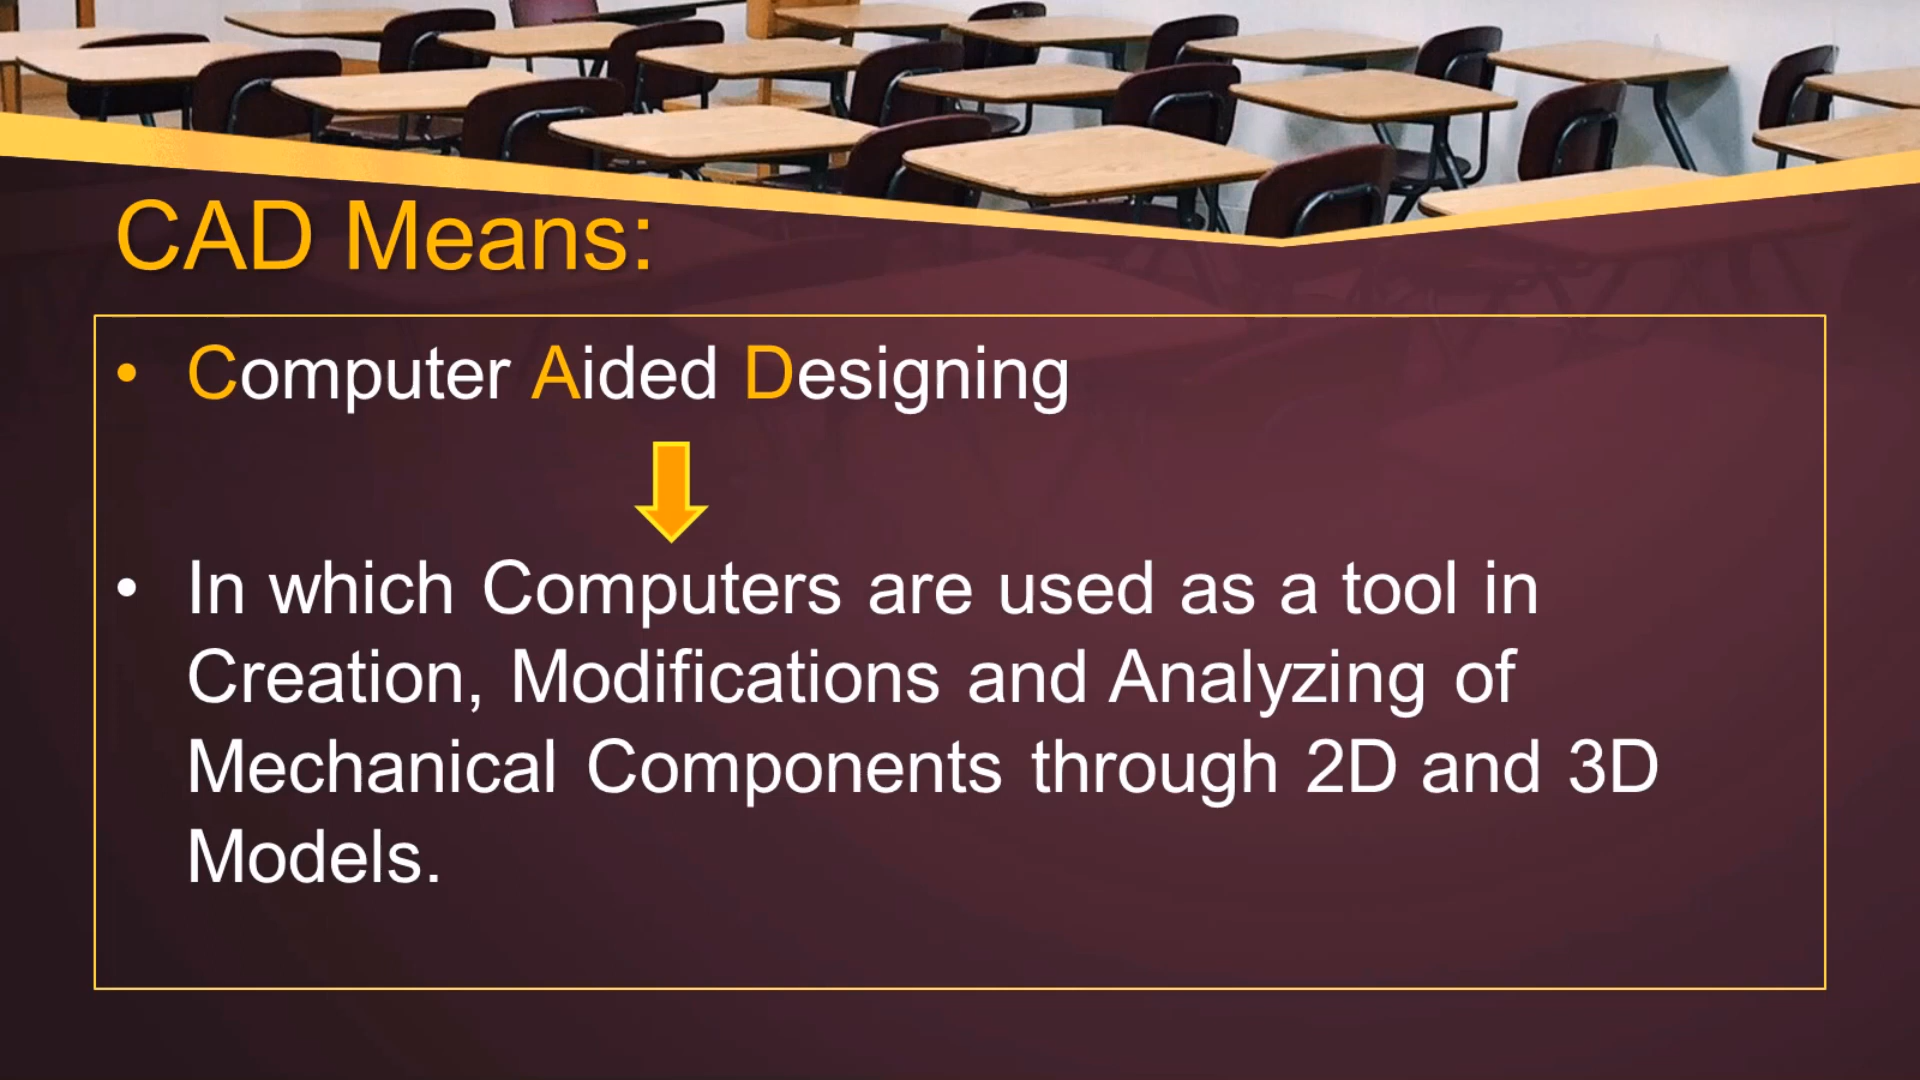 CAD Means:
• Computer Aided Designing
• In which Computers are used as a tool in
Creation, Modifications and Analyzing of
Mechanical Components through 2D and 3D
Models.